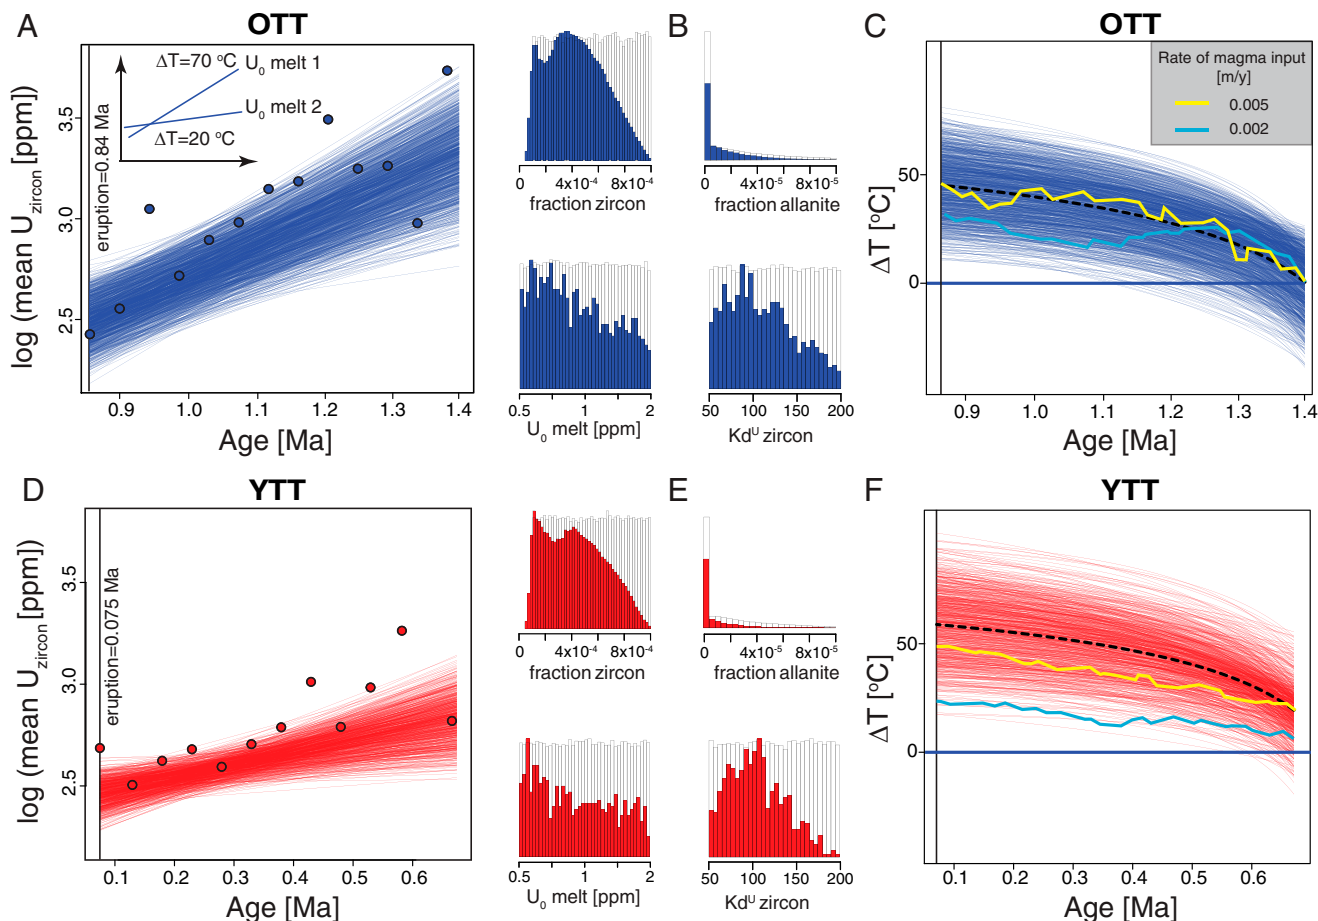 A
OTT
log (mean U_zircon [ppm])
3.5
3.0
2.5
ΔT=70 °C
U₀ melt 1
U₀ melt 2
ΔT=20 °C
eruption=0.84 Ma
0.9 1.0 1.1 1.2 1.3 1.4
Age [Ma]
B
0 4x10⁻⁴ 8x10⁻⁴
fraction zircon
0 4x10⁻⁵ 8x10⁻⁵
fraction allanite
0.5 1 2
U₀ melt [ppm]
50 100 150 200
Kdᵁ zircon
C
OTT
Rate of magma input
[m/y]
0.005
0.002
ΔT [°C]
50
0
0.9 1.0 1.1 1.2 1.3 1.4
Age [Ma]
D
YTT
log (mean U_zircon [ppm])
3.5
3.0
2.5
eruption=0.075 Ma
0.1 0.2 0.3 0.4 0.5 0.6
Age [Ma]
E
0 4x10⁻⁴ 8x10⁻⁴
fraction zircon
0 4x10⁻⁵ 8x10⁻⁵
fraction allanite
0.5 1 2
U₀ melt [ppm]
50 100 150 200
Kdᵁ zircon
F
YTT
ΔT [°C]
50
0
0.1 0.2 0.3 0.4 0.5 0.6
Age [Ma]